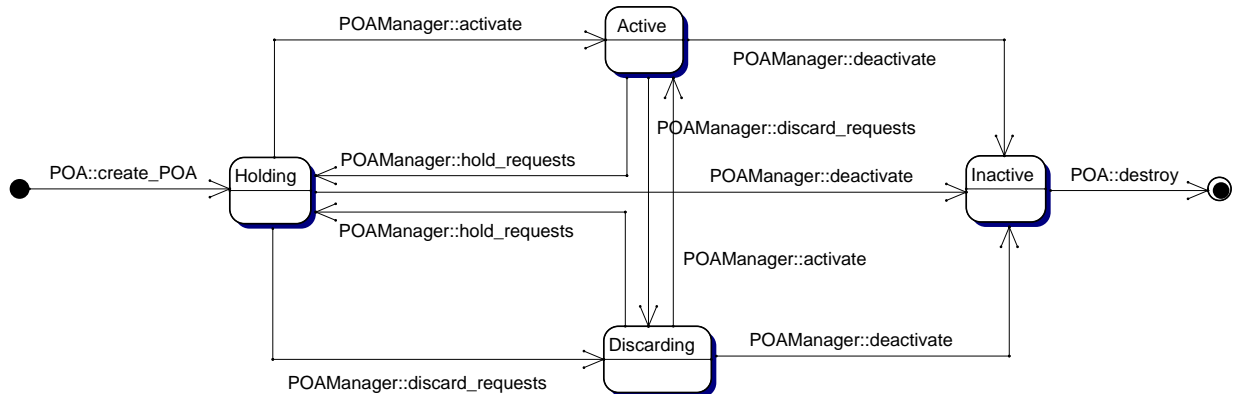 POAManager::activate
Active
POAManager::deactivate
POAManager::discard_requests
POAManager::hold_requests
POA::create_POA
Holding
POAManager::deactivate
Inactive
POA::destroy
POAManager::hold_requests
POAManager::activate
Discarding
POAManager::deactivate
POAManager::discard_requests